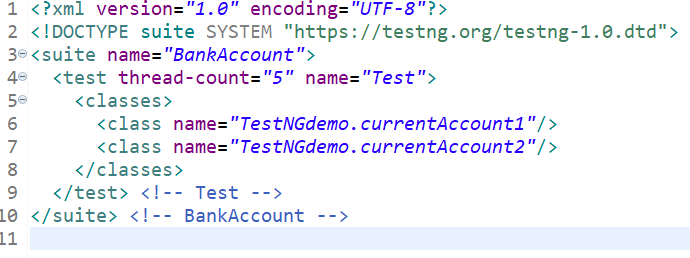 1 <?xml version="1.0" encoding="UTF-8"?>
2 <!DOCTYPE suite SYSTEM "https://testng.org/testng-1.0.dtd">
3 <suite name="BankAccount">
4   <test thread-count="5" name="Test">
5     <classes>
6       <class name="TestNGdemo.currentAccount1"/>
7       <class name="TestNGdemo.currentAccount2"/>
8     </classes>
9   </test> <!-- Test -->
10 </suite> <!-- BankAccount -->
11